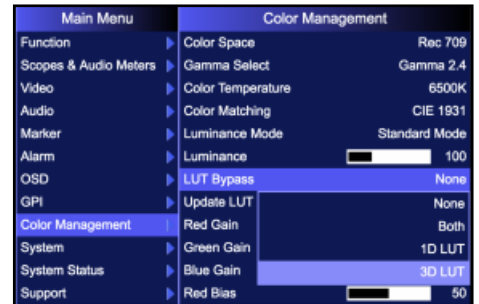 Main Menu
Function
Scopes & Audio Meters
Video
Audio
Marker
Alarm
OSD
GPI
Color Management
System
System Status
Support
Color Management
Color Space Rec 709
Gamma Select Gamma 2.4
Color Temperature 6500K
Color Matching CIE 1931
Luminance Mode Standard Mode
Luminance 100
LUT Bypass None
Update LUT None
Red Gain Both
Green Gain 1D LUT
Blue Gain 3D LUT
Red Bias 50